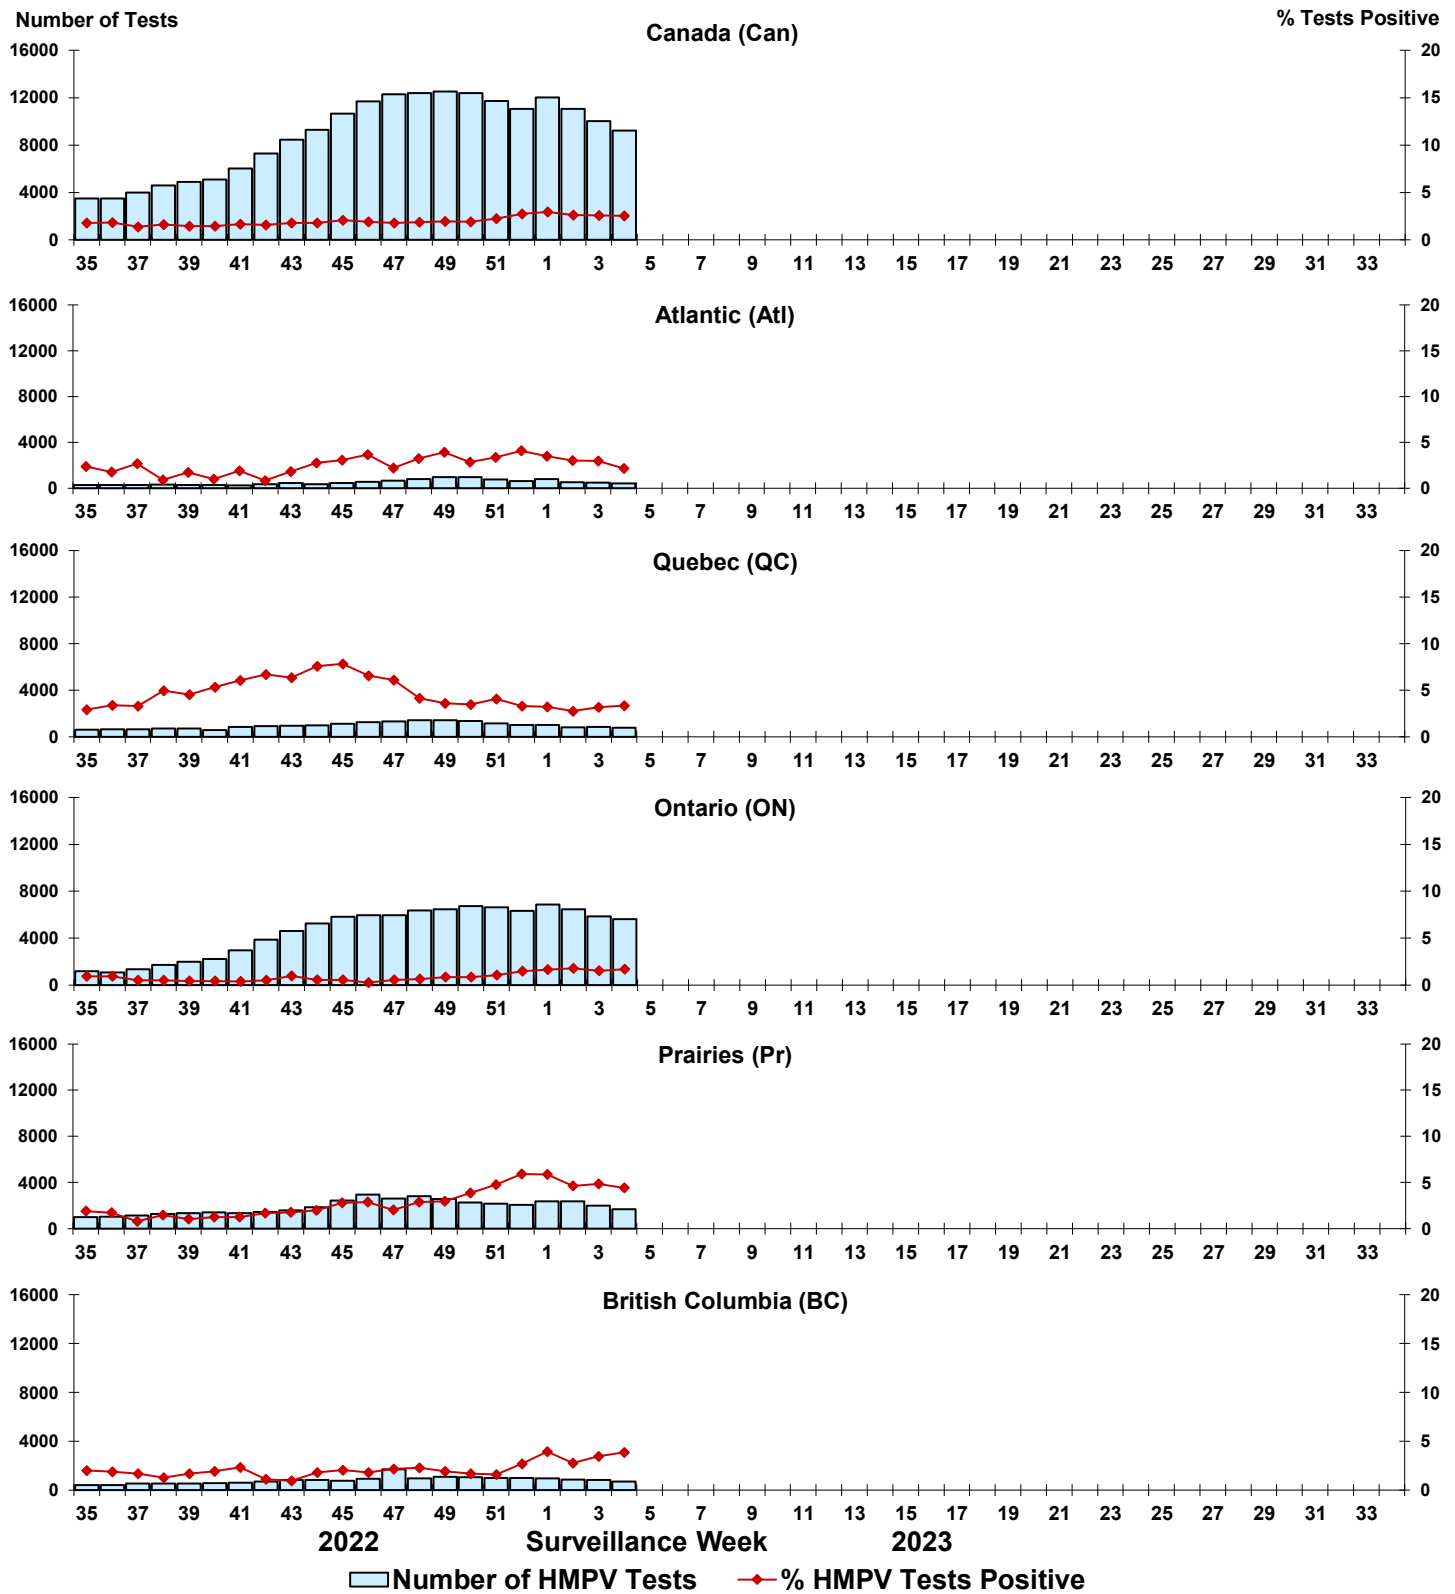 Number of Tests
% Tests Positive
Canada (Can)
16000 20
12000 15
8000 10
4000 5
0 0
35 37 39 41 43 45 47 49 51 1 3 5 7 9 11 13 15 17 19 21 23 25 27 29 31 33
Atlantic (Atl)
16000 20
12000 15
8000 10
4000 5
0 0
35 37 39 41 43 45 47 49 51 1 3 5 7 9 11 13 15 17 19 21 23 25 27 29 31 33
Quebec (QC)
16000 20
12000 15
8000 10
4000 5
0 0
35 37 39 41 43 45 47 49 51 1 3 5 7 9 11 13 15 17 19 21 23 25 27 29 31 33
Ontario (ON)
16000 20
12000 15
8000 10
4000 5
0 0
35 37 39 41 43 45 47 49 51 1 3 5 7 9 11 13 15 17 19 21 23 25 27 29 31 33
Prairies (Pr)
16000 20
12000 15
8000 10
4000 5
0 0
35 37 39 41 43 45 47 49 51 1 3 5 7 9 11 13 15 17 19 21 23 25 27 29 31 33
British Columbia (BC)
16000 20
12000 15
8000 10
4000 5
0 0
35 37 39 41 43 45 47 49 51 1 3 5 7 9 11 13 15 17 19 21 23 25 27 29 31 33
2022 Surveillance Week 2023
Number of HMPV Tests % HMPV Tests Positive